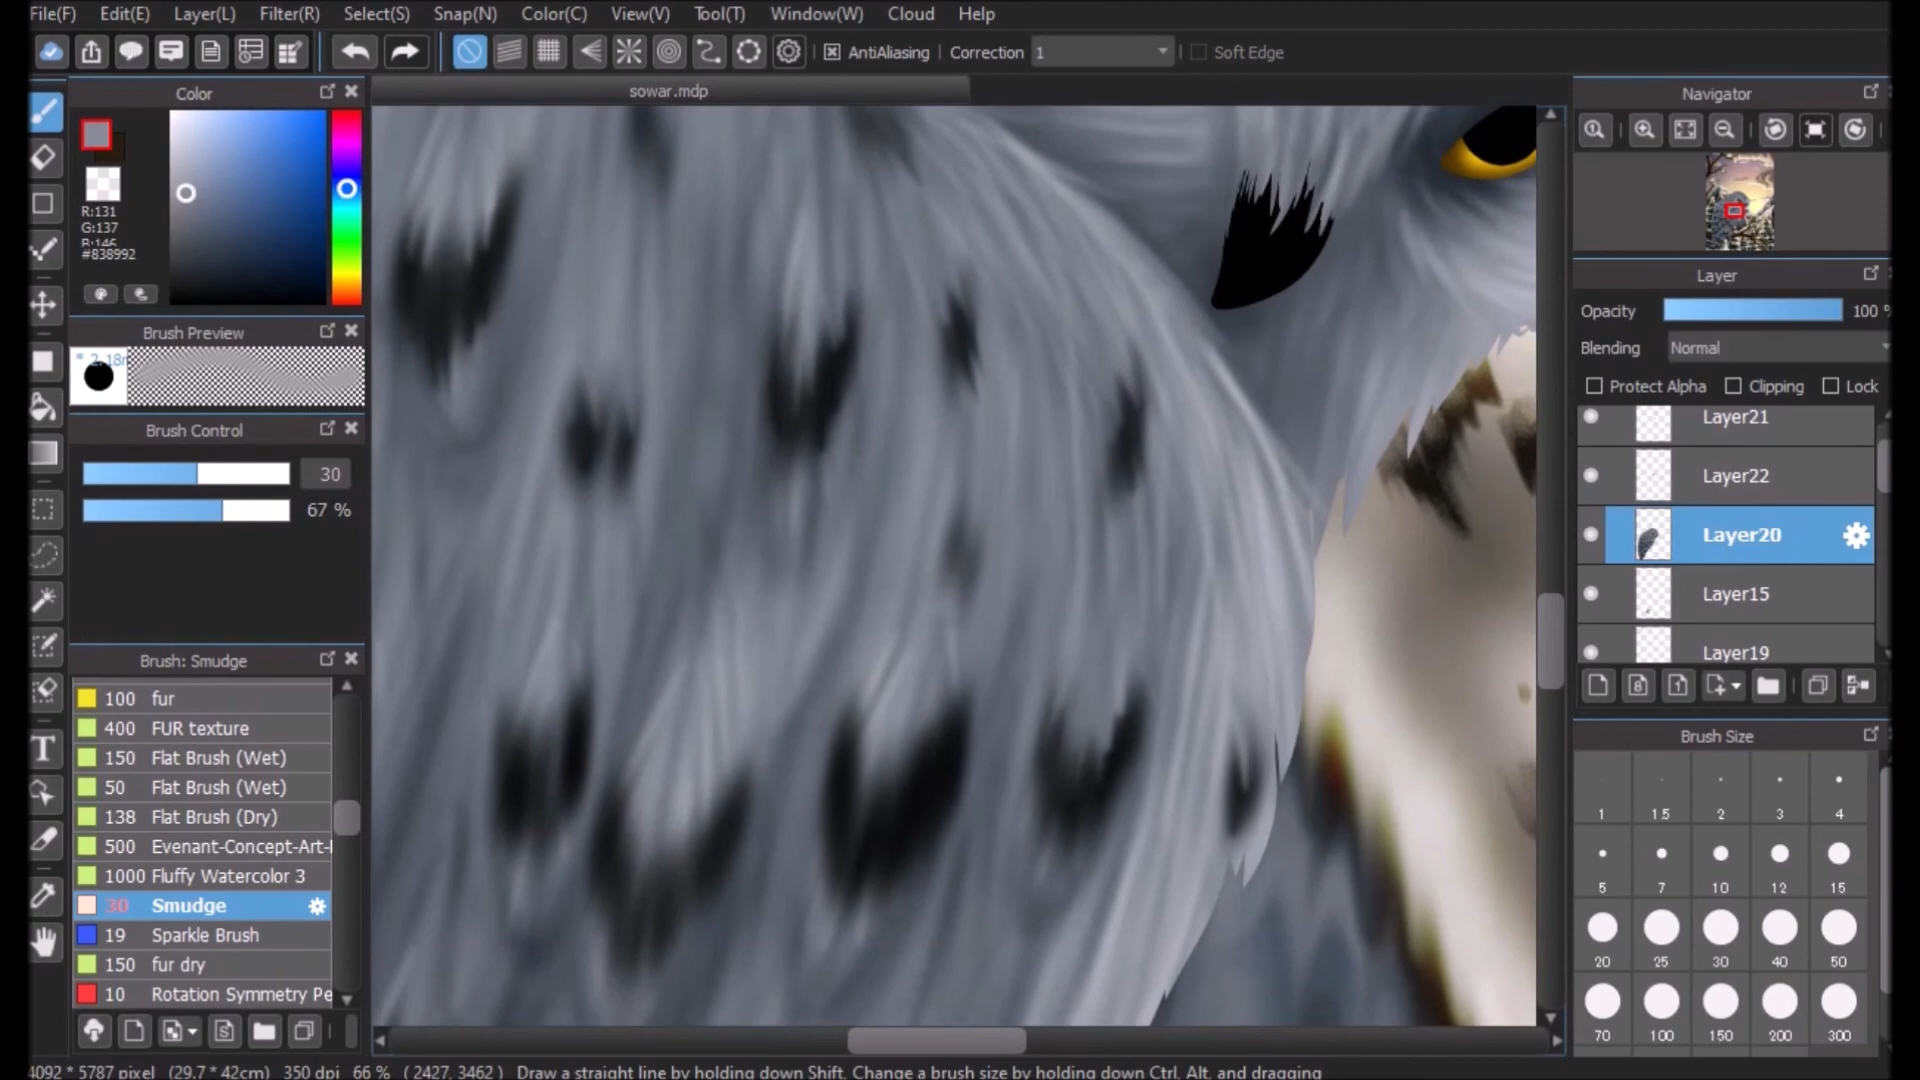 File(F) Edit(E) Layer(L) Filter(R) Select(S) Snap(N) Color(C) View(V) Tool(T) Window(W) Cloud Help
AntiAliasing Correction 1 Soft Edge
Color
R:131
G:137
B:146
#838992
Brush Preview
* 2.18m
Brush Control
30
67 %
Brush: Smudge
100 fur
400 FUR texture
150 Flat Brush (Wet)
50 Flat Brush (Wet)
138 Flat Brush (Dry)
500 Evenant-Concept-Art-
1000 Fluffy Watercolor 3
30 Smudge
19 Sparkle Brush
150 fur dry
10 Rotation Symmetry Pe
sowar.mdp
Navigator
Layer
Opacity 100 %
Blending Normal
Protect Alpha Clipping Lock
Layer21
Layer22
Layer20
Layer15
Layer19
Brush Size
1 1.5 2 3 4
5 7 10 12 15
20 25 30 40 50
70 100 150 200 300
4092 * 5787 pixel (29.7 * 42cm) 350 dpi 66 % ( 2427, 3462 ) Draw a straight line by holding down Shift, Change a brush size by holding down Ctrl, Alt, and dragging